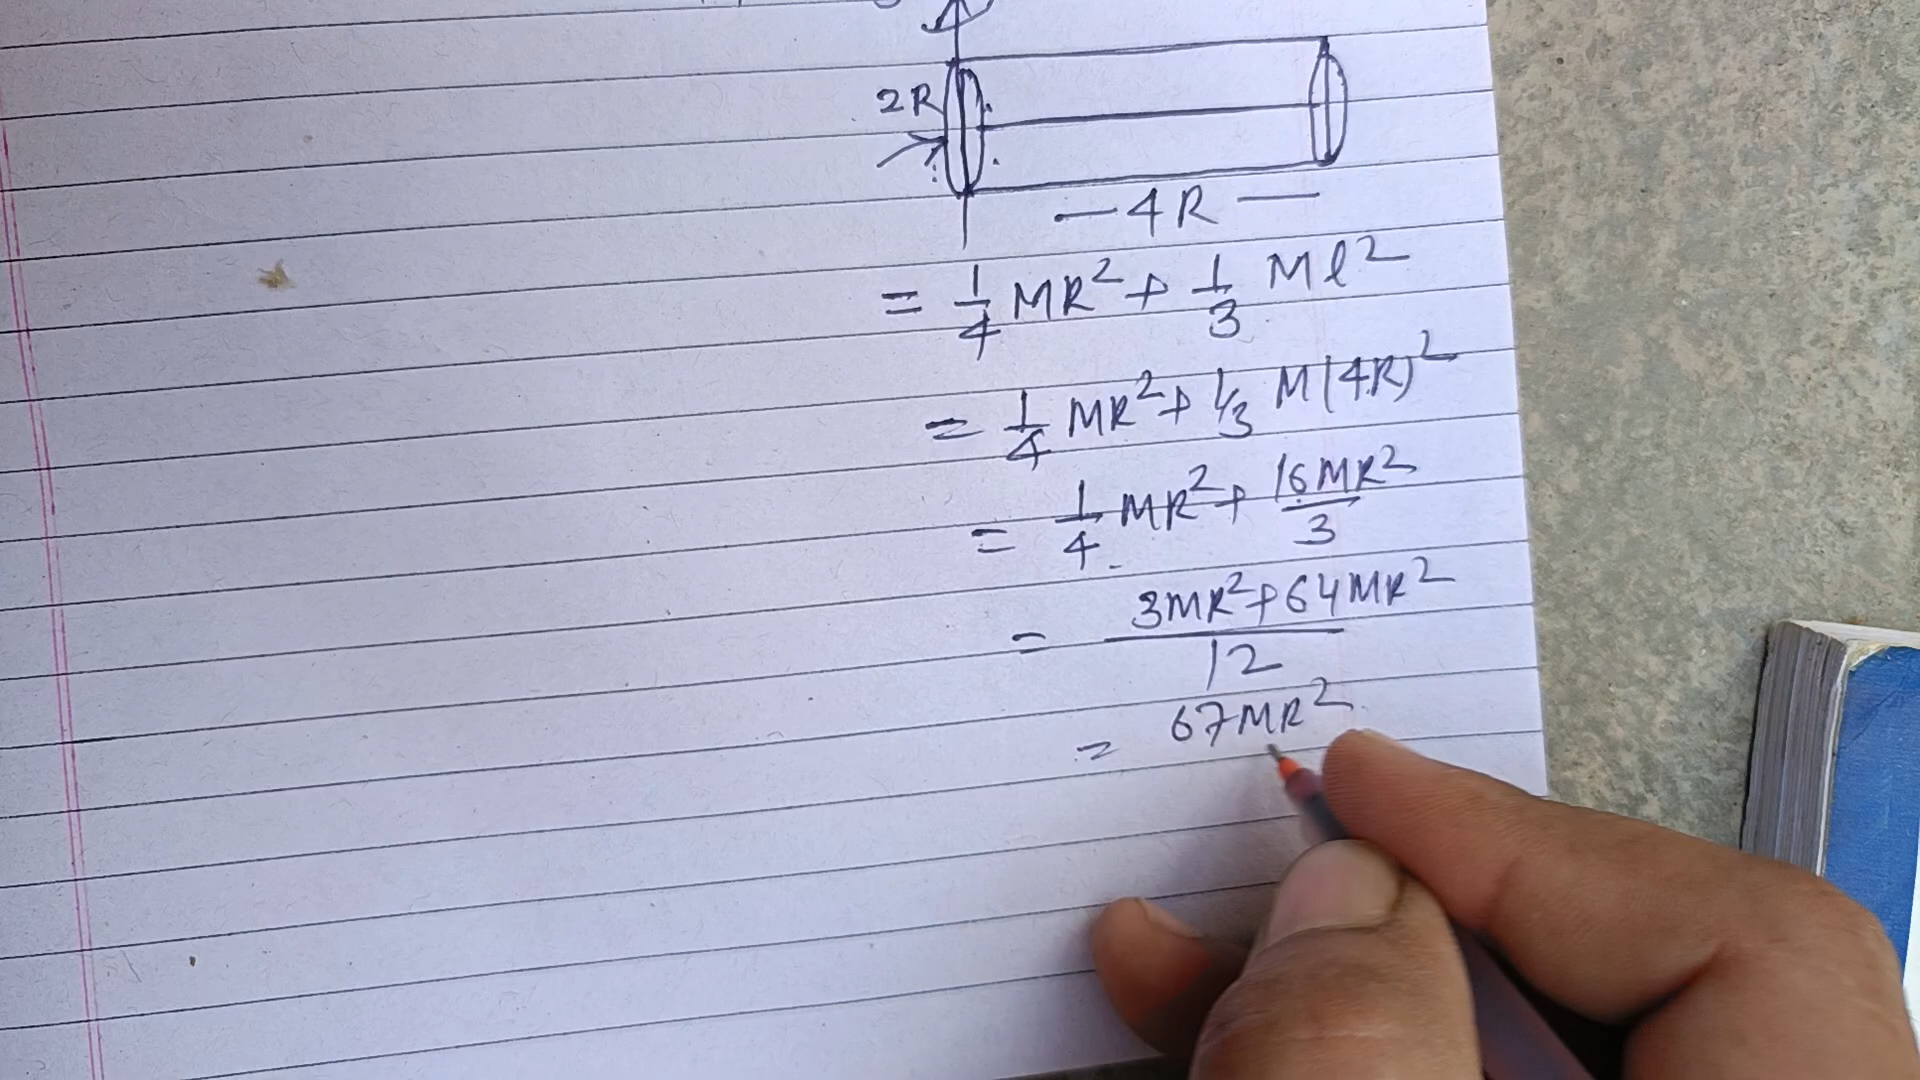 2R
— 4R —
= 1/4 MR² + 1/3 Ml²
= 1/4 MR² + 1/3 M(4R)²
= 1/4 MR² + 16MR²/3
= 3MR² + 64MR² / 12
= 67MR²